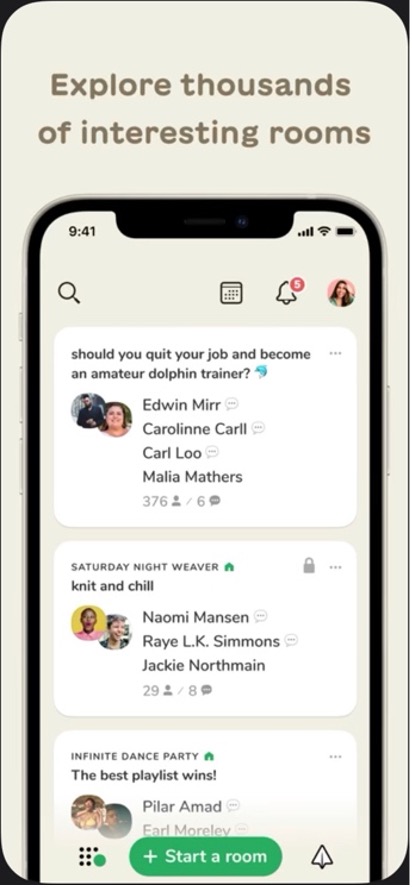 Explore thousands
of interesting rooms
9:41
5
should you quit your job and become
an amateur dolphin trainer? 🐬
Edwin Mirr 💬
Carolinne Carll 💬
Carl Loo 💬
Malia Mathers
376 / 6
SATURDAY NIGHT WEAVER
knit and chill
Naomi Mansen 💬
Raye L.K. Simmons 💬
Jackie Northmain
29 / 8
INFINITE DANCE PARTY
The best playlist wins!
Pilar Amad 💬
Earl Moreley 💬
+ Start a room